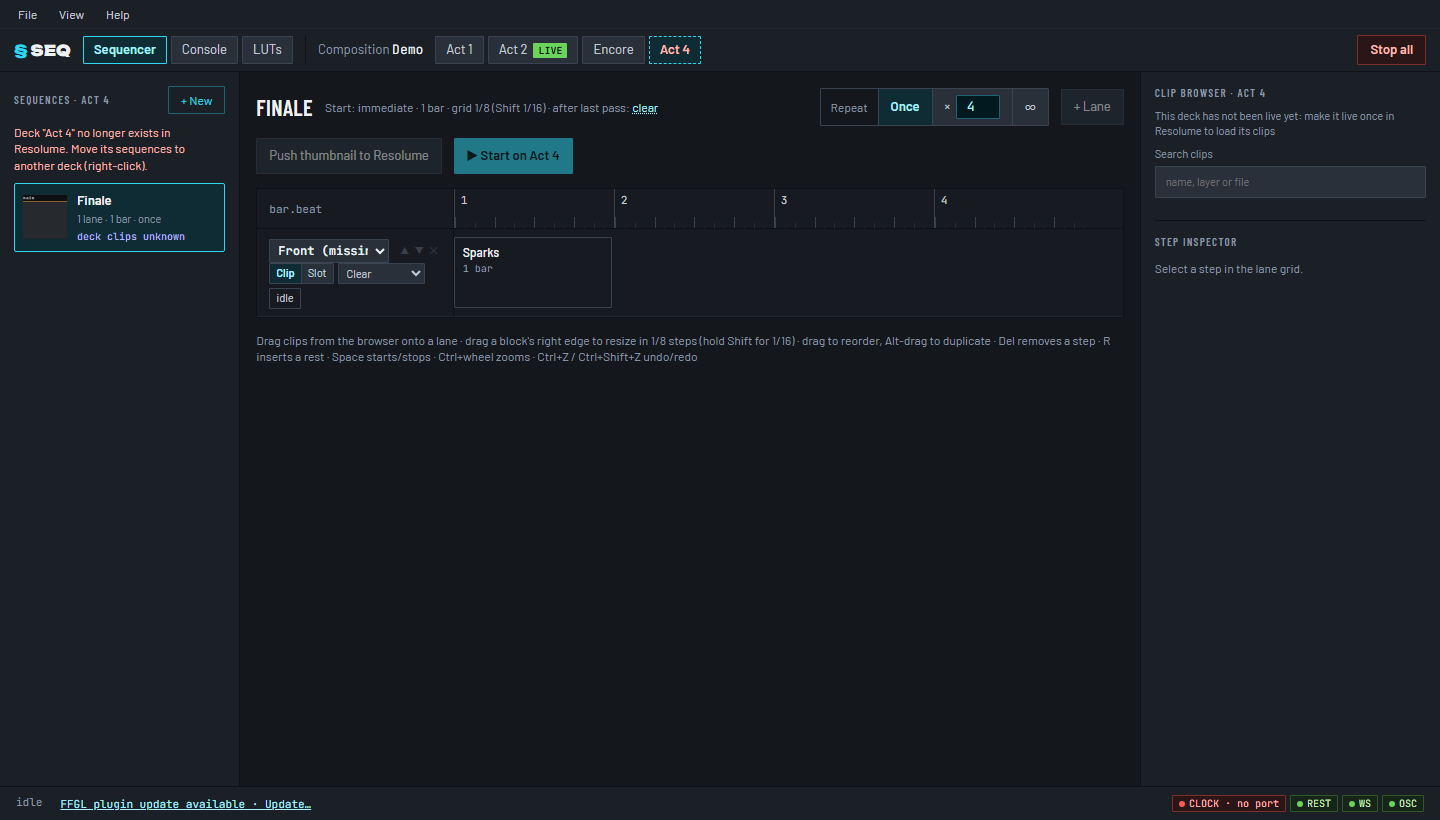 File View Help
SEQ Sequencer Console LUTs Composition Demo Act 1 Act 2 LIVE Encore Act 4 Stop all
SEQUENCES · ACT 4
+ New
Deck "Act 4" no longer exists in
Resolume. Move its sequences to
another deck (right-click).
Finale
1 lane · 1 bar · once
deck clips unknown
FINALE Start: immediate · 1 bar · grid 1/8 (Shift 1/16) · after last pass: clear
Repeat Once × 4 ∞ + Lane
Push thumbnail to Resolume ▶ Start on Act 4
bar.beat 1 2 3 4
Front (missin ▲ ▼ ✕
Clip Slot Clear
idle
Sparks
1 bar
Drag clips from the browser onto a lane · drag a block's right edge to resize in 1/8 steps (hold Shift for 1/16) · drag to reorder, Alt-drag to duplicate · Del removes a step · R
inserts a rest · Space starts/stops · Ctrl+wheel zooms · Ctrl+Z / Ctrl+Shift+Z undo/redo
CLIP BROWSER · ACT 4
This deck has not been live yet: make it live once in
Resolume to load its clips
Search clips
name, layer or file
STEP INSPECTOR
Select a step in the lane grid.
idle FFGL plugin update available · Update…
CLOCK · no port REST WS OSC